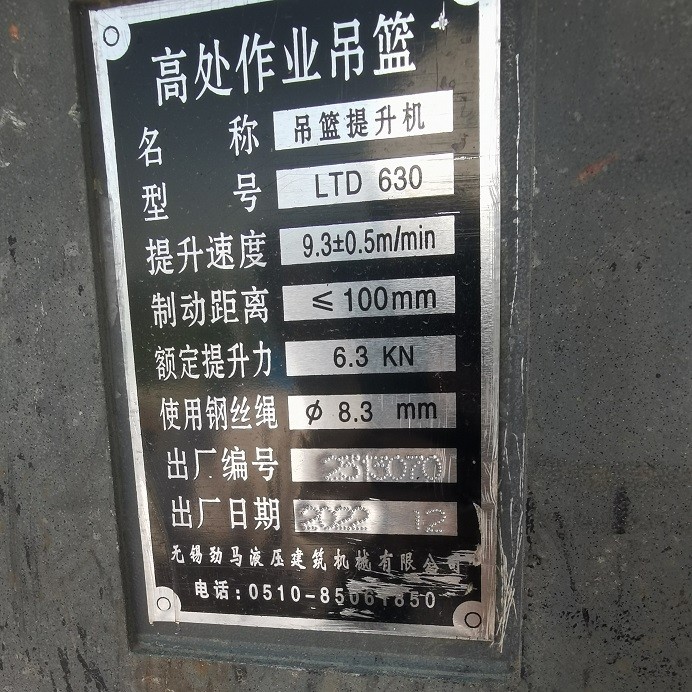 高处作业吊篮
名称 吊篮提升机
型号 LTD 630
提升速度 9.3±0.5m/min
制动距离 ≤100mm
额定提升力 6.3 KN
使用钢丝绳 φ 8.3 mm
出厂编号
出厂日期 2022 12
无锡劲马液压建筑机械有限公司
电话:0510-85061850